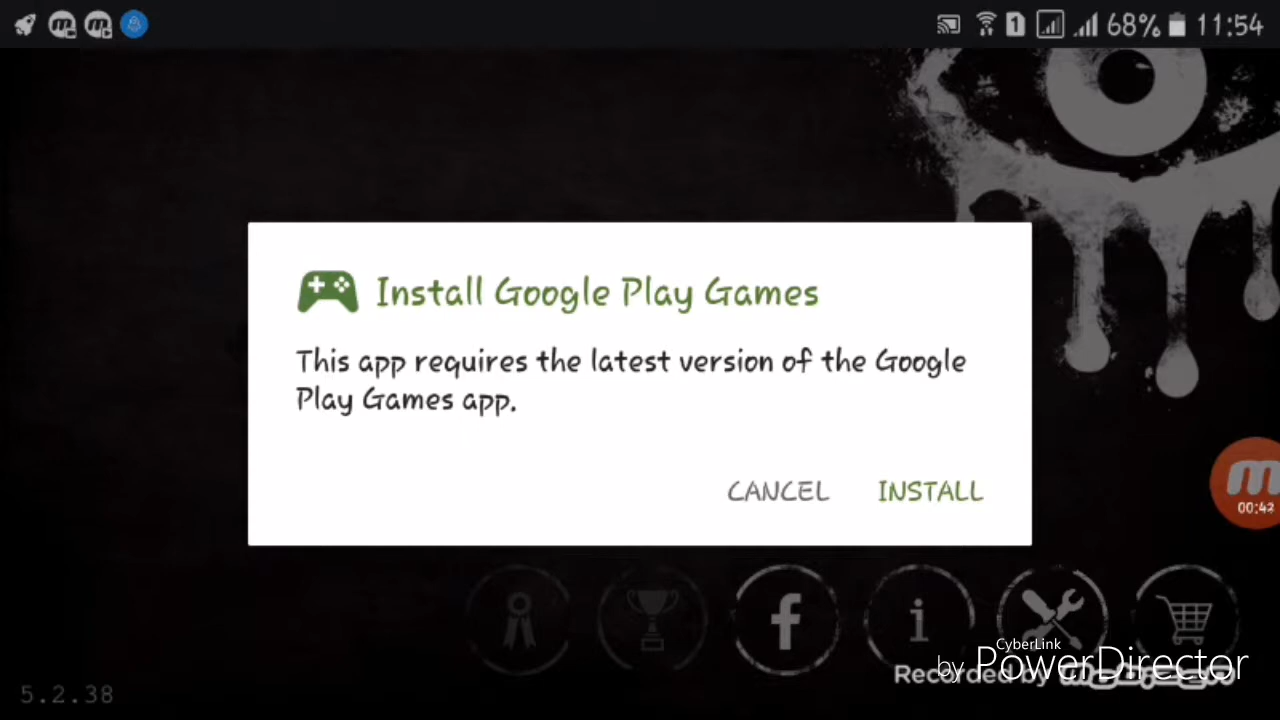 1 68% 11:54
Install Google Play Games
This app requires the latest version of the Google
Play Games app.
CANCEL INSTALL
00:42
CyberLink
by PowerDirector
Recorded by
5.2.38